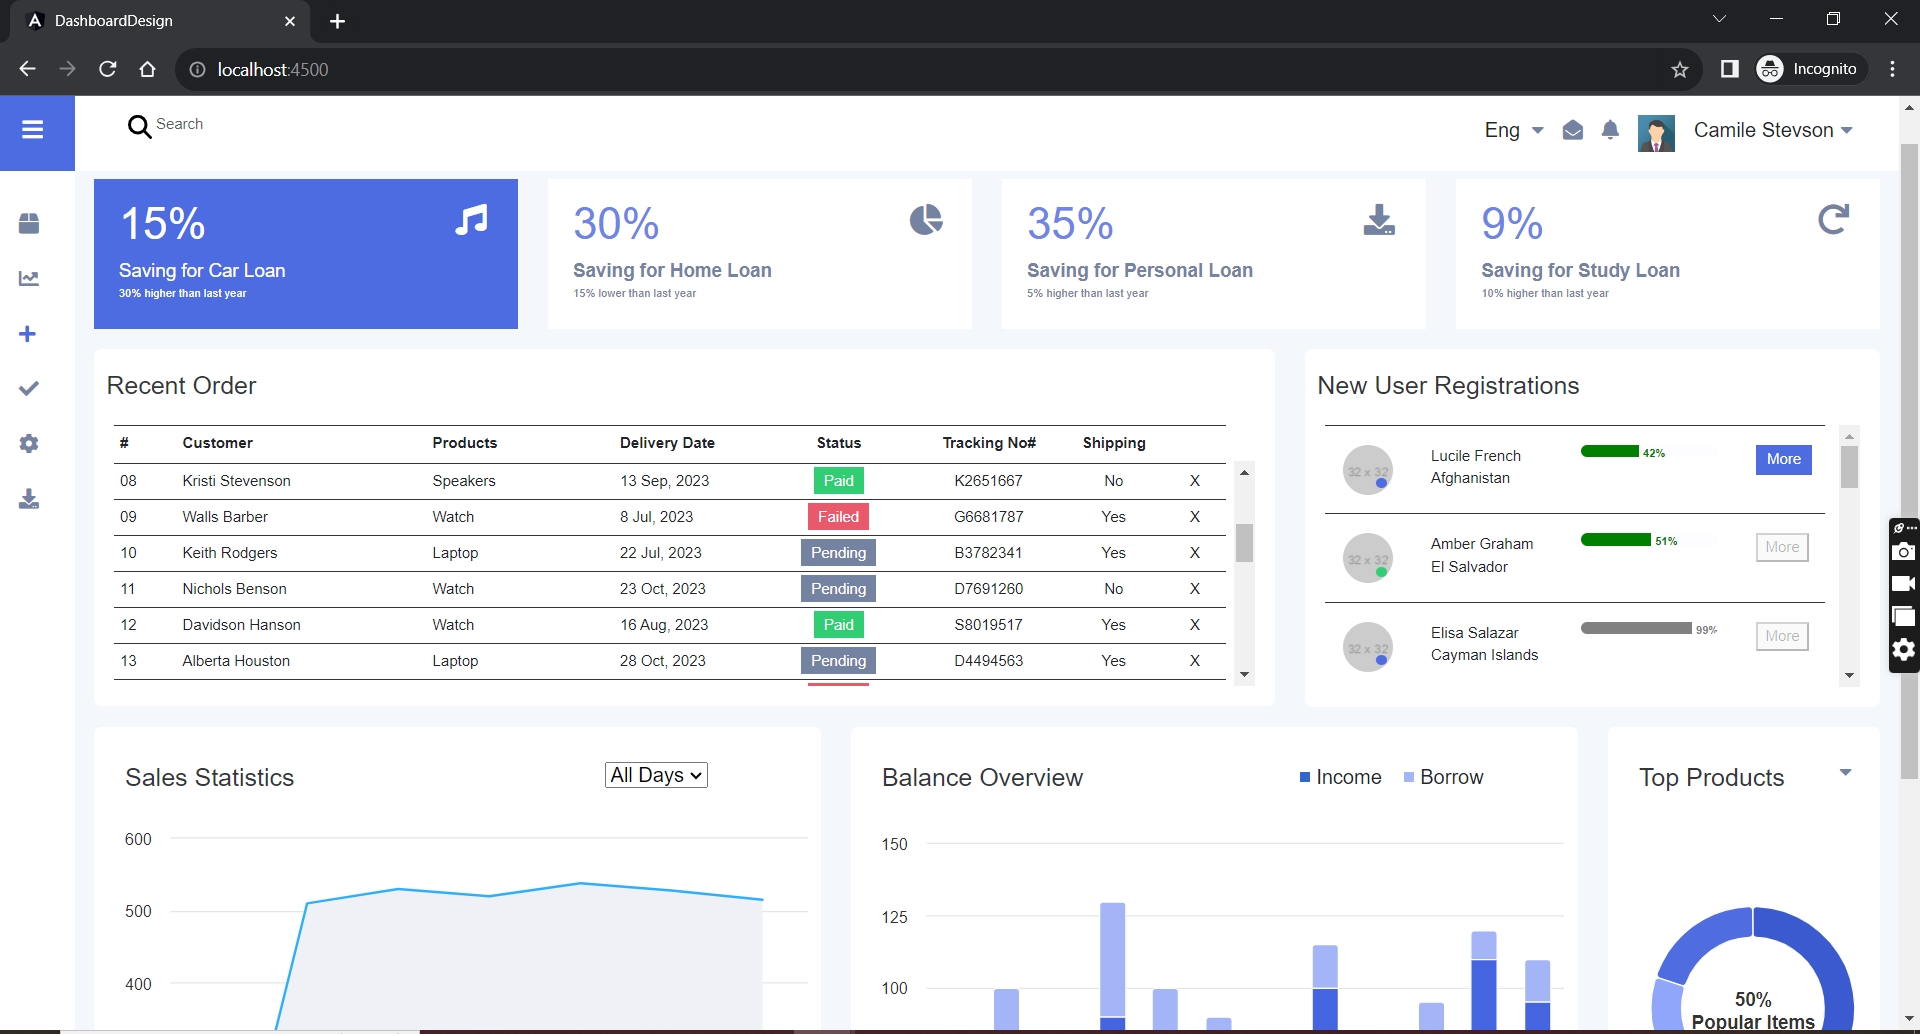 DashboardDesign
localhost:4500
Incognito
Search
Eng
Camile Stevson
15%
Saving for Car Loan
30% higher than last year
30%
Saving for Home Loan
15% lower than last year
35%
Saving for Personal Loan
5% higher than last year
9%
Saving for Study Loan
10% higher than last year
Recent Order
# Customer Products Delivery Date Status Tracking No# Shipping
08 Kristi Stevenson Speakers 13 Sep, 2023 Paid K2651667 No X
09 Walls Barber Watch 8 Jul, 2023 Failed G6681787 Yes X
10 Keith Rodgers Laptop 22 Jul, 2023 Pending B3782341 Yes X
11 Nichols Benson Watch 23 Oct, 2023 Pending D7691260 No X
12 Davidson Hanson Watch 16 Aug, 2023 Paid S8019517 Yes X
13 Alberta Houston Laptop 28 Oct, 2023 Pending D4494563 Yes X
New User Registrations
32 x 32
Lucile French
Afghanistan
42%
More
32 x 32
Amber Graham
El Salvador
51%
More
32 x 32
Elisa Salazar
Cayman Islands
99%
More
Sales Statistics
All Days
600
500
400
Balance Overview
Income
Borrow
150
125
100
Top Products
50%
Popular Items